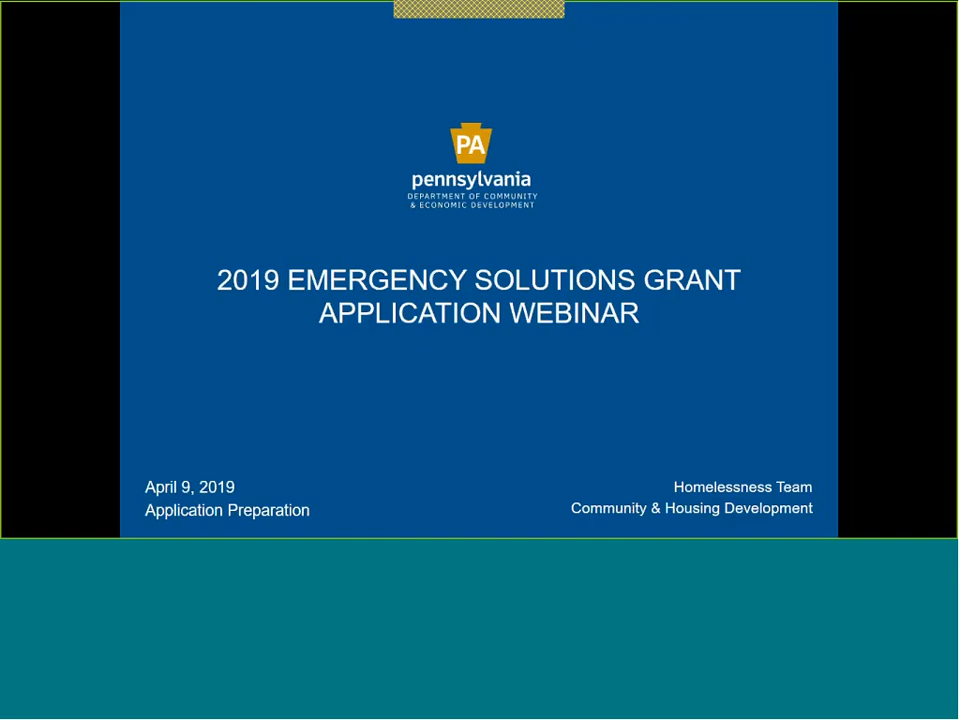 PA
pennsylvania
DEPARTMENT OF COMMUNITY
& ECONOMIC DEVELOPMENT
2019 EMERGENCY SOLUTIONS GRANT
APPLICATION WEBINAR
April 9, 2019
Application Preparation
Homelessness Team
Community & Housing Development